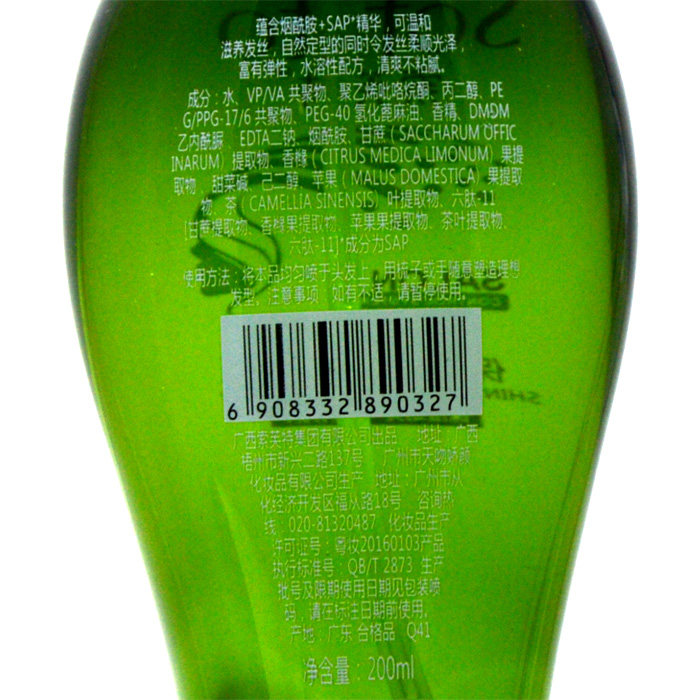 蕴含烟酰胺+SAP*精华，可温和
滋养发丝，自然定型的同时令发丝柔顺光泽，
富有弹性，水溶性配方，清爽不粘腻。
成分：水、VP/VA 共聚物、聚乙烯吡咯烷酮、丙二醇、PE
G/PPG-17/6 共聚物、PEG-40 氢化蓖麻油、香精、DMDM
乙内酰脲 EDTA二钠、烟酰胺、甘蔗（SACCHARUM OFFIC
INARUM）提取物、香橼（CITRUS MEDICA LIMONUM）果提
取物、甜菜碱、己二醇、苹果（MALUS DOMESTICA）果提取
物、茶（CAMELLIA SINENSIS）叶提取物、六肽-11
[甘蔗提取物、香橼果提取物、苹果果提取物、茶叶提取物、
六肽-11]*成分为SAP
使用方法：将本品均匀喷于头发上，用梳子或手随意塑造理想
发型。注意事项：如有不适，请暂停使用。
6 908332 890327
广西索芙特集团有限公司出品 地址：广西
梧州市新兴二路137号 广州市天吻娇颜
化妆品有限公司生产 地址：广州市从
化经济开发区福从路18号 咨询热
线：020-81320487 化妆品生产
许可证号：粤妆20160103产品
执行标准号：QB/T 2873 生产
批号及限期使用日期见包装喷
码，请在标注日期前使用。
产地：广东 合格品 Q41
净含量：200ml